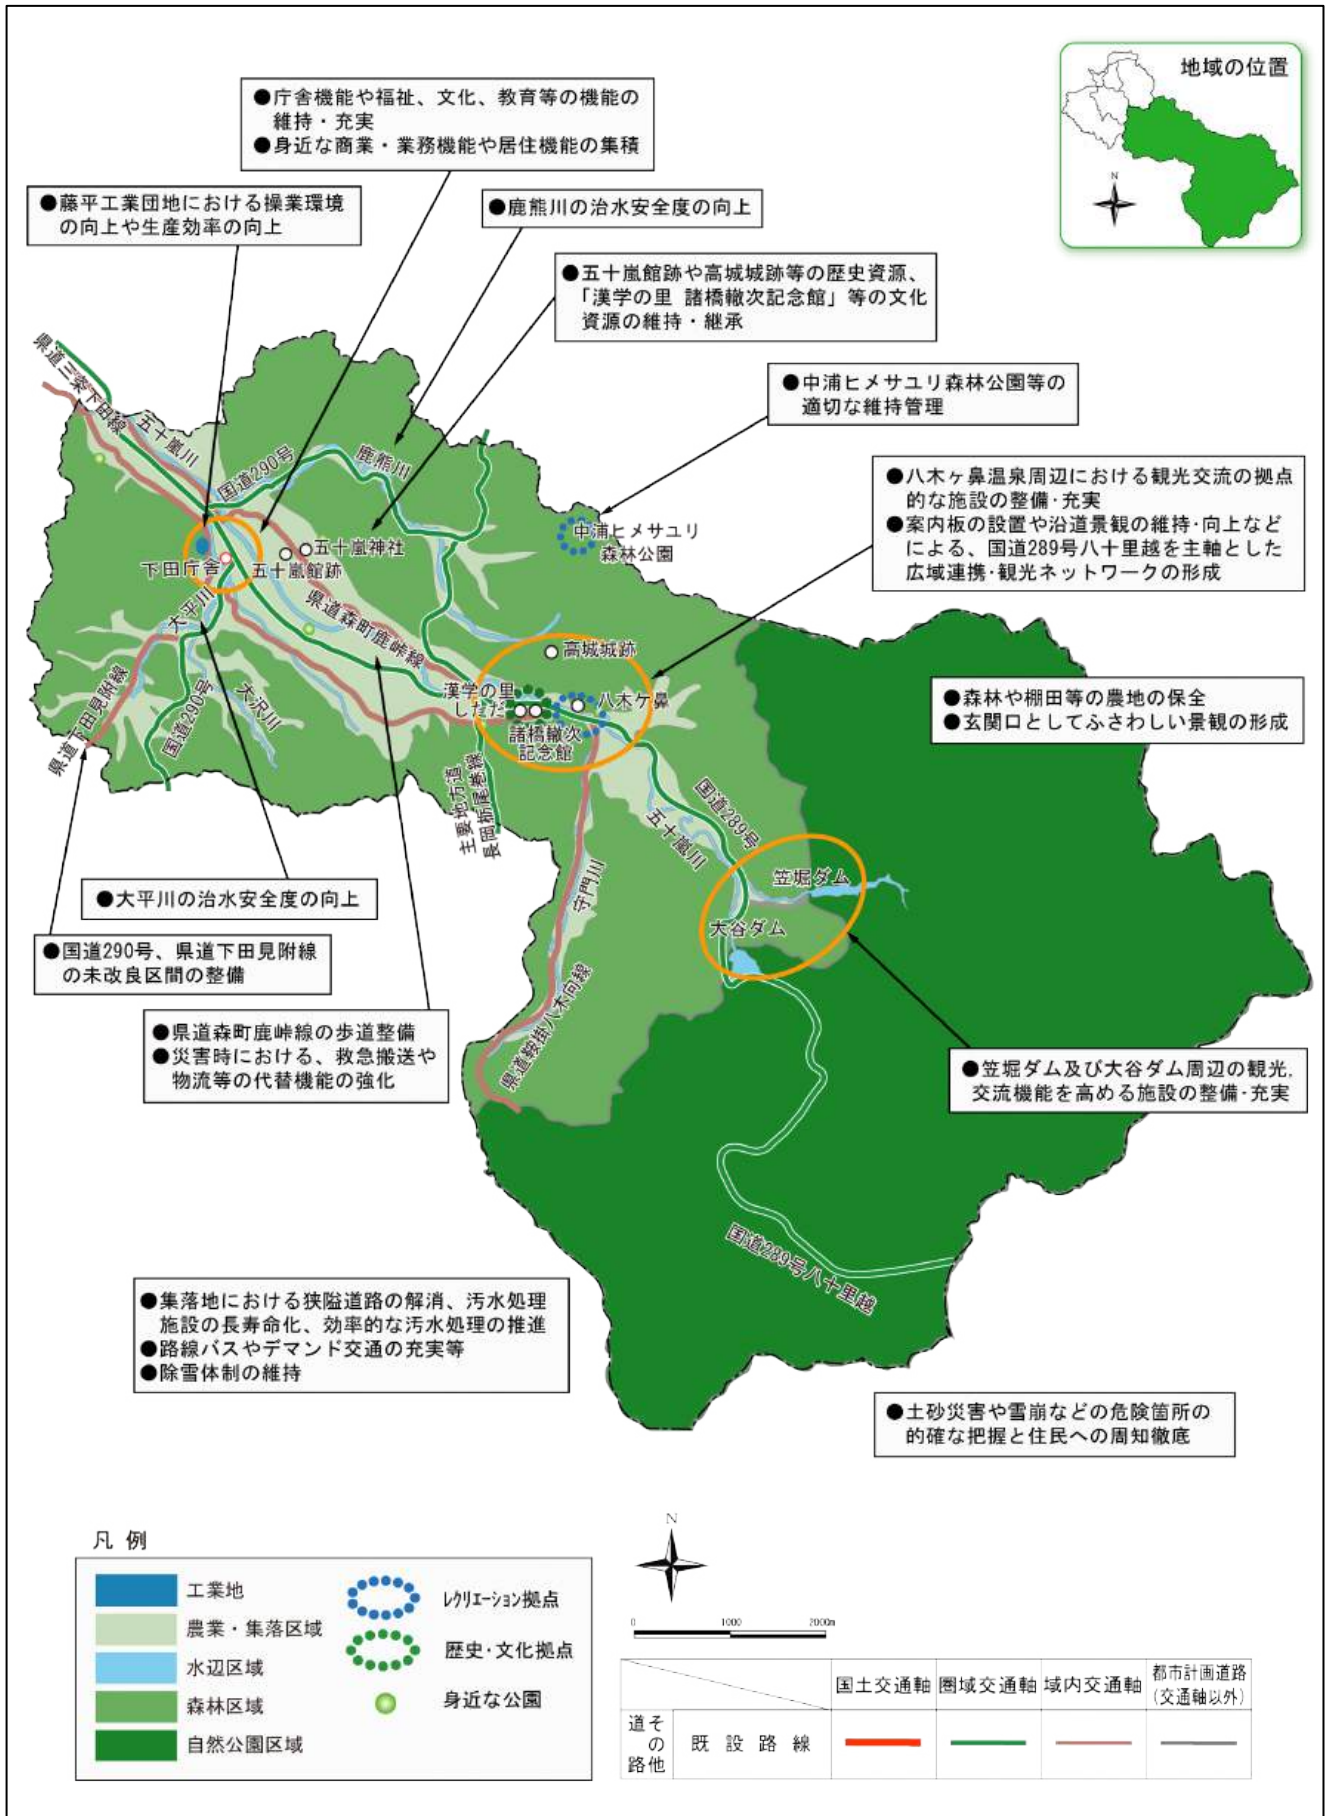 地域の位置
N
●庁舎機能や福祉、文化、教育等の機能の
維持・充実
●身近な商業・業務機能や居住機能の集積
●藤平工業団地における操業環境
の向上や生産効率の向上
●鹿熊川の治水安全度の向上
●五十嵐館跡や高城城跡等の歴史資源、
「漢学の里 諸橋轍次記念館」等の文化
資源の維持・継承
●中浦ヒメサユリ森林公園等の
適切な維持管理
●八木ヶ鼻温泉周辺における観光交流の拠点
的な施設の整備・充実
●案内板の設置や沿道景観の維持・向上など
による、国道289号八十里越を主軸とした
広域連携・観光ネットワークの形成
県道三条下田線
五十嵐川
国道290号
鹿熊川
中浦ヒメサユリ
森林公園
五十嵐神社
下田庁舎
五十嵐館跡
大平川
県道森町鹿峠線
高城城跡
漢学の里
しただ
八木ケ鼻
諸橋轍次
記念館
県道下田見附線
国道290号
大沢川
主要地方道
長岡栃尾巻線
国道289号
五十嵐川
守門川
笠堀ダム
大谷ダム
県道鞍掛八木向線
国道289号八十里越
●森林や棚田等の農地の保全
●玄関口としてふさわしい景観の形成
●大平川の治水安全度の向上
●国道290号、県道下田見附線
の未改良区間の整備
●県道森町鹿峠線の歩道整備
●災害時における、救急搬送や
物流等の代替機能の強化
●笠堀ダム及び大谷ダム周辺の観光,
交流機能を高める施設の整備・充実
●集落地における狭隘道路の解消、汚水処理
施設の長寿命化、効率的な汚水処理の推進
●路線バスやデマンド交通の充実等
●除雪体制の維持
●土砂災害や雪崩などの危険箇所の
的確な把握と住民への周知徹底
凡 例
工業地
農業・集落区域
水辺区域
森林区域
自然公園区域
ﾚｸﾘｴｰｼｮﾝ拠点
歴史・文化拠点
身近な公園
N
0 1000 2000m
国土交通軸 圏域交通軸 域内交通軸 都市計画道路
(交通軸以外)
その他
道路
既 設 路 線